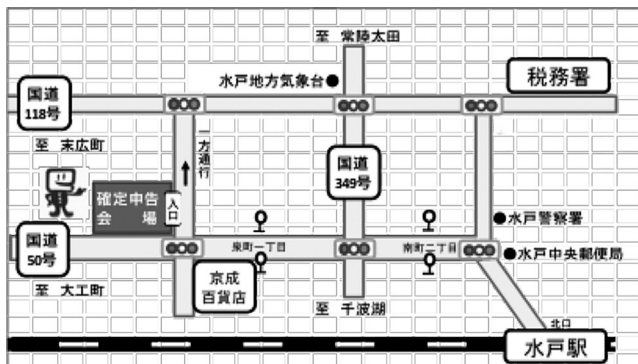 至 常陸太田
水戸地方気象台
税務署
国道
118号
至 末広町
一方通行
国道
349号
確定申告
会 場
入口
水戸警察署
国道
50号
泉町一丁目
南町二丁目
水戸中央郵便局
京成
百貨店
至 大工町
至 千波湖
北口
水戸駅